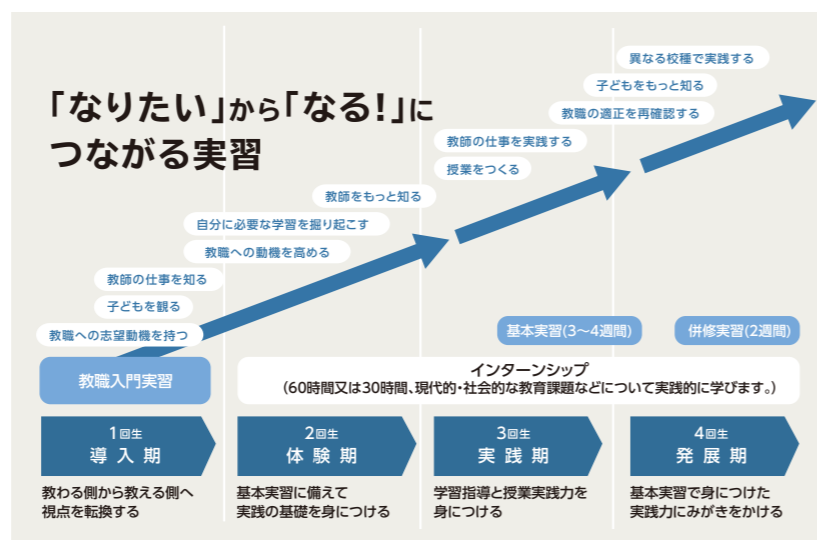 「なりたい」から「なる！」に
つながる実習
異なる校種で実践する
子どもをもっと知る
教職の適正を再確認する
教師の仕事を実践する
授業をつくる
教師をもっと知る
自分に必要な学習を掘り起こす
教職への動機を高める
教師の仕事を知る
子どもを観る
教職への志望動機を持つ
基本実習(3〜4週間)
併修実習(2週間)
教職入門実習
インターンシップ
（60時間又は30時間、現代的・社会的な教育課題などについて実践的に学びます。）
1回生
導入期
2回生
体験期
3回生
実践期
4回生
発展期
教わる側から教える側へ
視点を転換する
基本実習に備えて
実践の基礎を身につける
学習指導と授業実践力を
身につける
基本実習で身につけた
実践力にみがきをかける